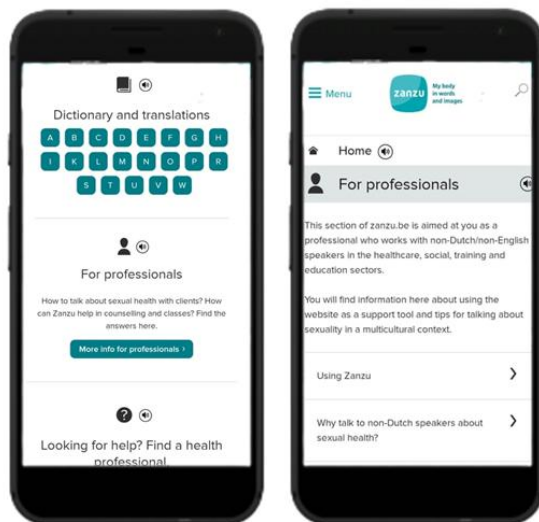 Dictionary and translations
A B C D E F G H
I K L M N O P R
S T U V W
For professionals
How to talk about sexual health with clients? How
can Zanzu help in counselling and classes? Find the
answers here.
More info for professionals ›
Looking for help? Find a health
professional.
Menu
zanzu
My body
in words
and images
Home
For professionals
This section of zanzu.be is aimed at you as a
professional who works with non-Dutch/non-English
speakers in the healthcare, social, training and
education sectors.
You will find information here about using the
website as a support tool and tips for talking about
sexuality in a multicultural context.
Using Zanzu
Why talk to non-Dutch speakers about
sexual health?